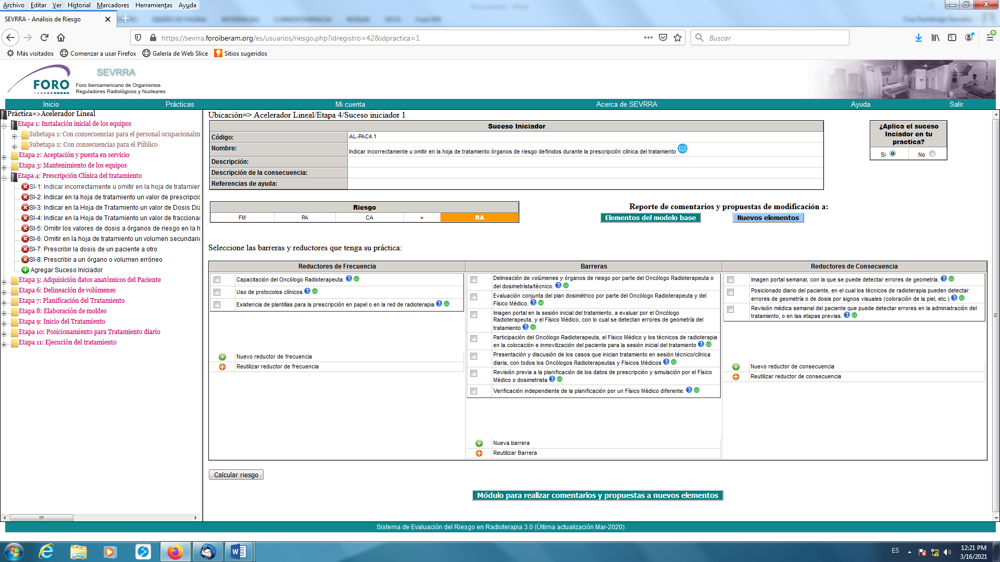 Archivo Editar Ver Historial Marcadores Herramientas Ayuda
SEVRRA - Análisis de Riesgo
https://sevrra.foroiberam.org/es/usuarios/riesgo.php?idregistro=42&idpractica=1
Buscar
Más visitados Comenzar a usar Firefox Galería de Web Slice Sitios sugeridos
SEVRRA
FORO
Foro iberoamericano de Organismos
Reguladores Radiológicos y Nucleares
Inicio Prácticas Mi cuenta Acerca de SEVRRA Ayuda Salir
Práctica=>Acelerador Lineal
Etapa 1: Instalación inicial de los equipos
Subetapa 1: Con consecuencias para el personal ocupacionalm
Subetapa 2: Con consecuencias para el Público
Etapa 2: Aceptación y puesta en servicio
Etapa 3: Mantenimiento de los equipos
Etapa 4: Prescripción Clínica del tratamiento
SI-1: Indicar incorrectamente u omitir en la hoja de tratamien
SI-2: Indicar en la hoja de tratamiento un valor de prescripció
SI-3: Indicar en la Hoja de Tratamiento un valor de Dosis Dia
SI-4: Indicar en la Hoja de Tratamiento un valor de fracciona
SI-5: Omitir los valores de dosis a órganos de riesgo en la h
SI-6: Omitir en la hoja de tratamiento un volumen secundario
SI-7: Prescribir la dosis de un paciente a otro
SI-8: Prescribir a un órgano o volumen erróneo
Agregar Suceso Iniciador
Etapa 5: Adquisición datos anatómicos del Paciente
Etapa 6: Delineación de volúmenes
Etapa 7: Planificación del Tratamiento
Etapa 8: Elaboración de moldes
Etapa 9: Inicio del Tratamiento
Etapa 10: Posicionamiento para Tratamiento diario
Etapa 11: Ejecución del tratamiento
Ubicación=> Acelerador Lineal/Etapa 4/Suceso iniciador 1
Suceso Iniciador
Código: AL-PAC4.1
Nombre: Indicar incorrectamente u omitir en la hoja de tratamiento órganos de riesgo definidos durante la prescripción clínica del tratamiento
Descripción:
Descripción de la consecuencia:
Referencias de ayuda:
¿Aplica el suceso
Inciador en tu
practica?
Si No
Riesgo
FM PA CA = RA
Reporte de comentarios y propuestas de modificación a:
Elementos del modelo base Nuevos elementos
Seleccione las barreras y reductores que tenga su práctica:
Reductores de Frecuencia
Capacitación del Oncólogo Radioterapeuta.
Uso de protocolos clínicos
Existencia de plantillas para la prescripción en papel o en la red de radioterapia
Nuevo reductor de frecuencia
Reutilizar reductor de frecuencia
Barreras
Delineación de volúmenes y órganos de riesgo por parte del Oncólogo Radioterapeuta o
del dosimetrísta/técnico.
Evaluación conjunta del plan dosimétrico por parte del Oncólogo Radioterapeuta y del
Físico Médico.
Imagen portal en la sesión inicial del tratamiento, a evaluar por el Oncólogo
Radioterapeuta, y el Físico Médico, con lo cual se detectan errores de geometría del
tratamiento
Participación del Oncólogo Radioterapeuta, el Físico Médico y los técnicos de radioterapia
en la colocación e inmovilización del paciente para la sesión inicial del tratamiento
Presentación y discusión de los casos que inician tratamiento en sesión técnico/clínica
diaria, con todos los Oncólogos Radioterapeutas y Físicos Médicos
Revisión previa a la planificación de los datos de prescripción y simulación por el Físico
Médico o dosimetrista
Verificación independiente de la planificación por un Físico Médico diferente.
Nueva barrera
Reutilizar Barrera
Reductores de Consecuencia
Imagen portal semanal, con la que se puede detectar errores de geometría.
Posicionado diario del paciente, en el cual los técnicos de radioterapia pueden detectar
errores de geometría o de dosis por signos visuales (coloración de la piel, etc.)
Revisión médica semanal del paciente que puede detectar errores en la administración del
tratamiento, o en las etapas previas.
Nuevo reductor de consecuencia
Reutilizar reductor de consecuencia
Calcular riesgo
Módulo para realizar comentarios y propuestas a nuevos elementos
Sistema de Evaluación del Riesgo en Radioterapia 3.0 (Última actualización Mar-2020)
ES
12:21 PM
3/16/2021